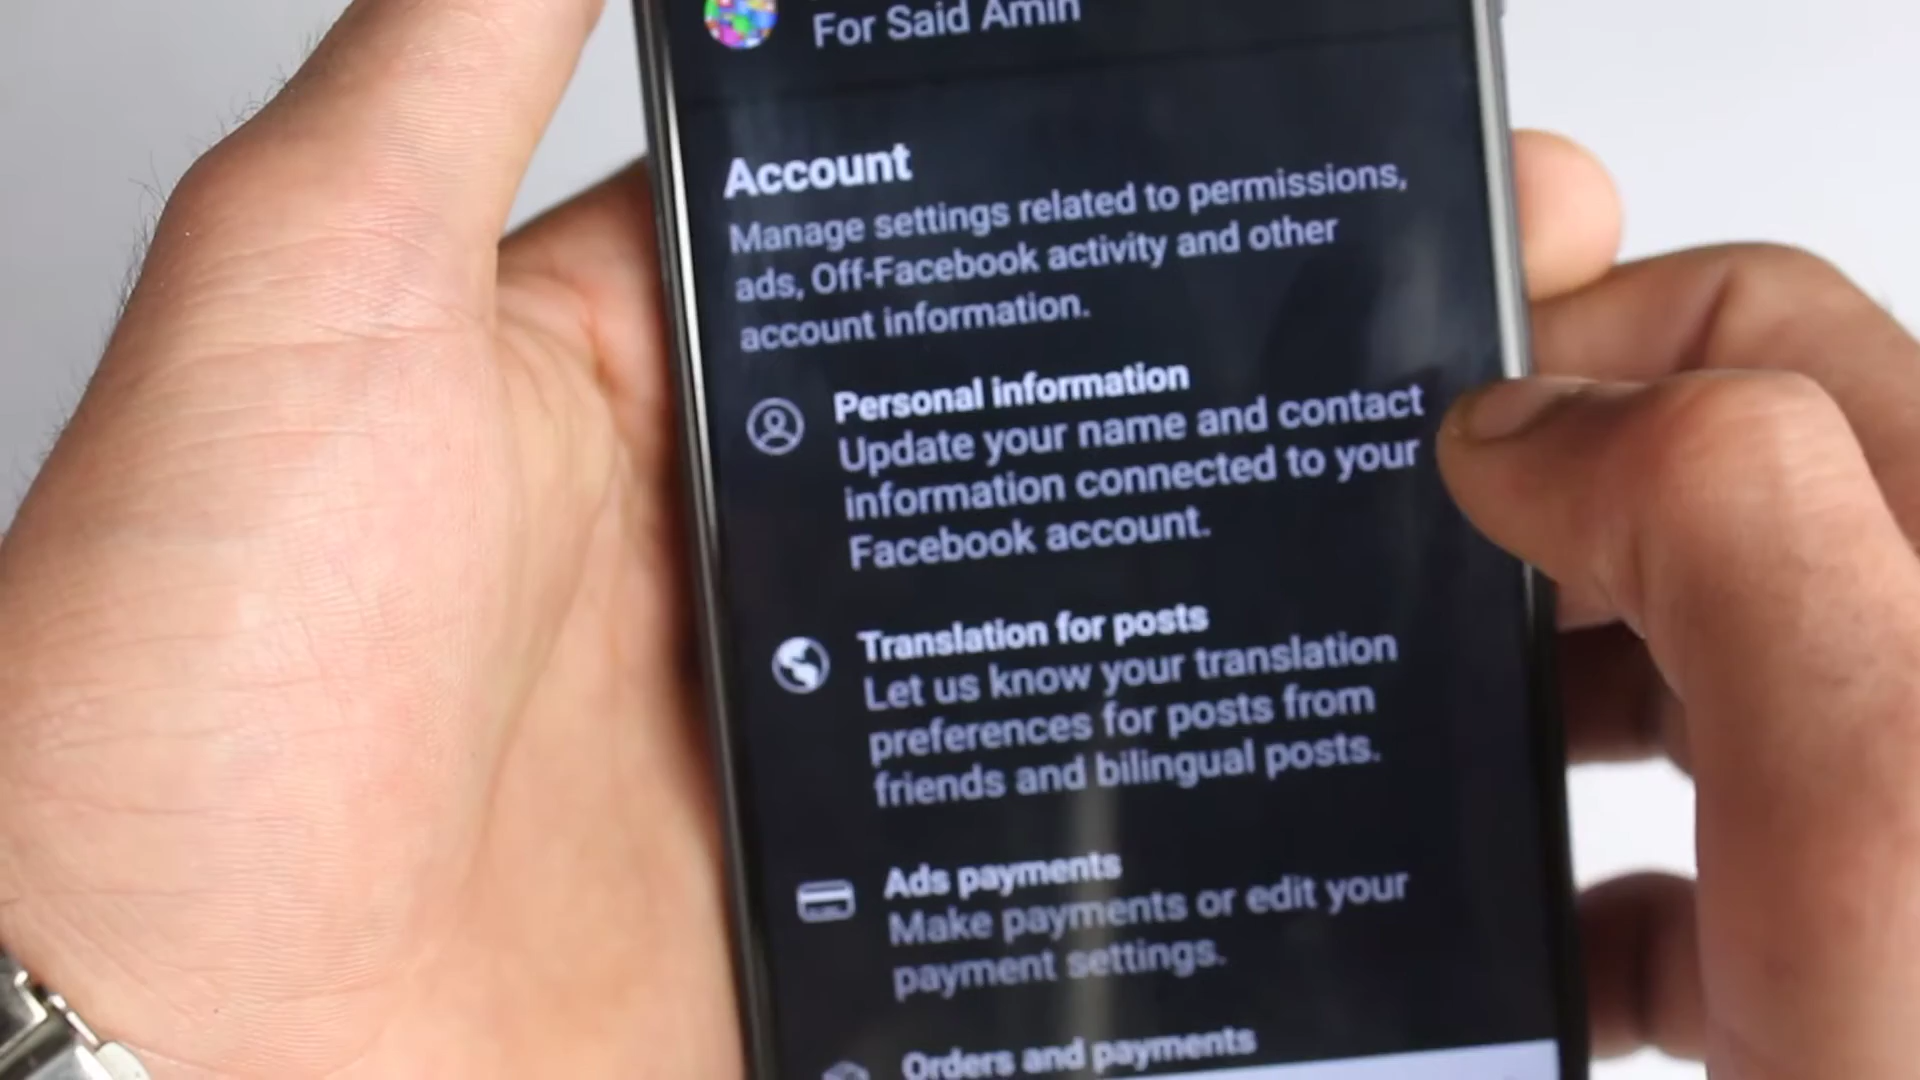 For Said Amin
Account
Manage settings related to permissions,
ads, Off-Facebook activity and other
account information.
Personal information
Update your name and contact
information connected to your
Facebook account.
Translation for posts
Let us know your translation
preferences for posts from
friends and bilingual posts.
Ads payments
Make payments or edit your
payment settings.
Orders and payments